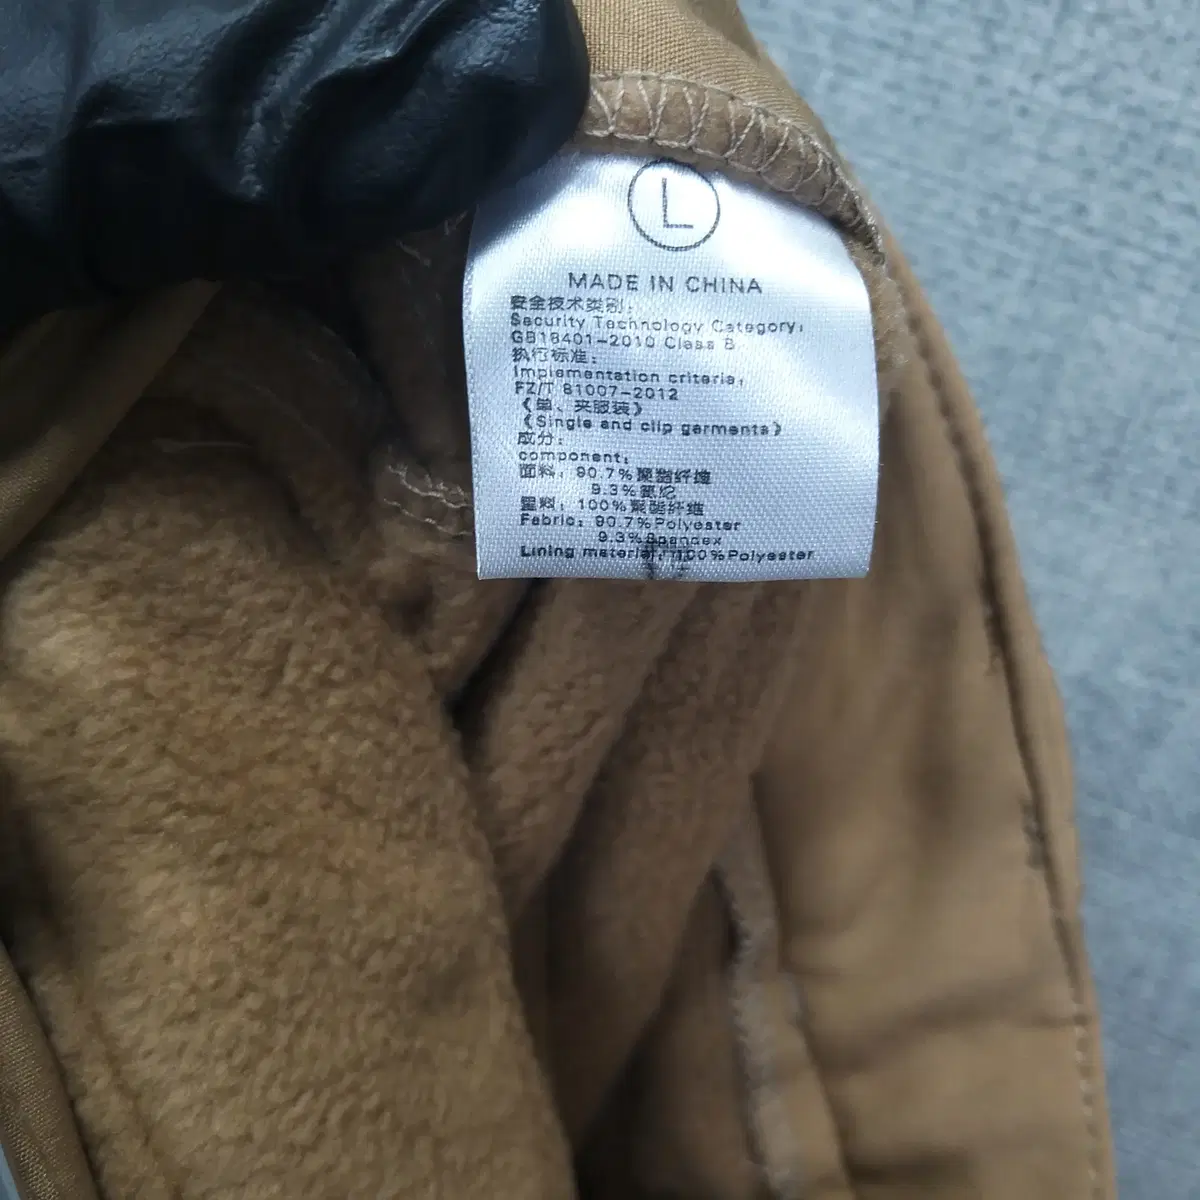 L
MADE IN CHINA
安全技术类别:
Security Technology Category:
GB18401-2010 Class B
执行标准:
Implementation criteria:
FZ/T 81007-2012
《单、夹服装》
《Single and clip garments》
成分:
component:
面料: 90.7%聚酯纤维
9.3%氨纶
里料: 100%聚酯纤维
Fabric: 90.7%Polyester
9.3%Spandex
Lining material: 100%Polyester